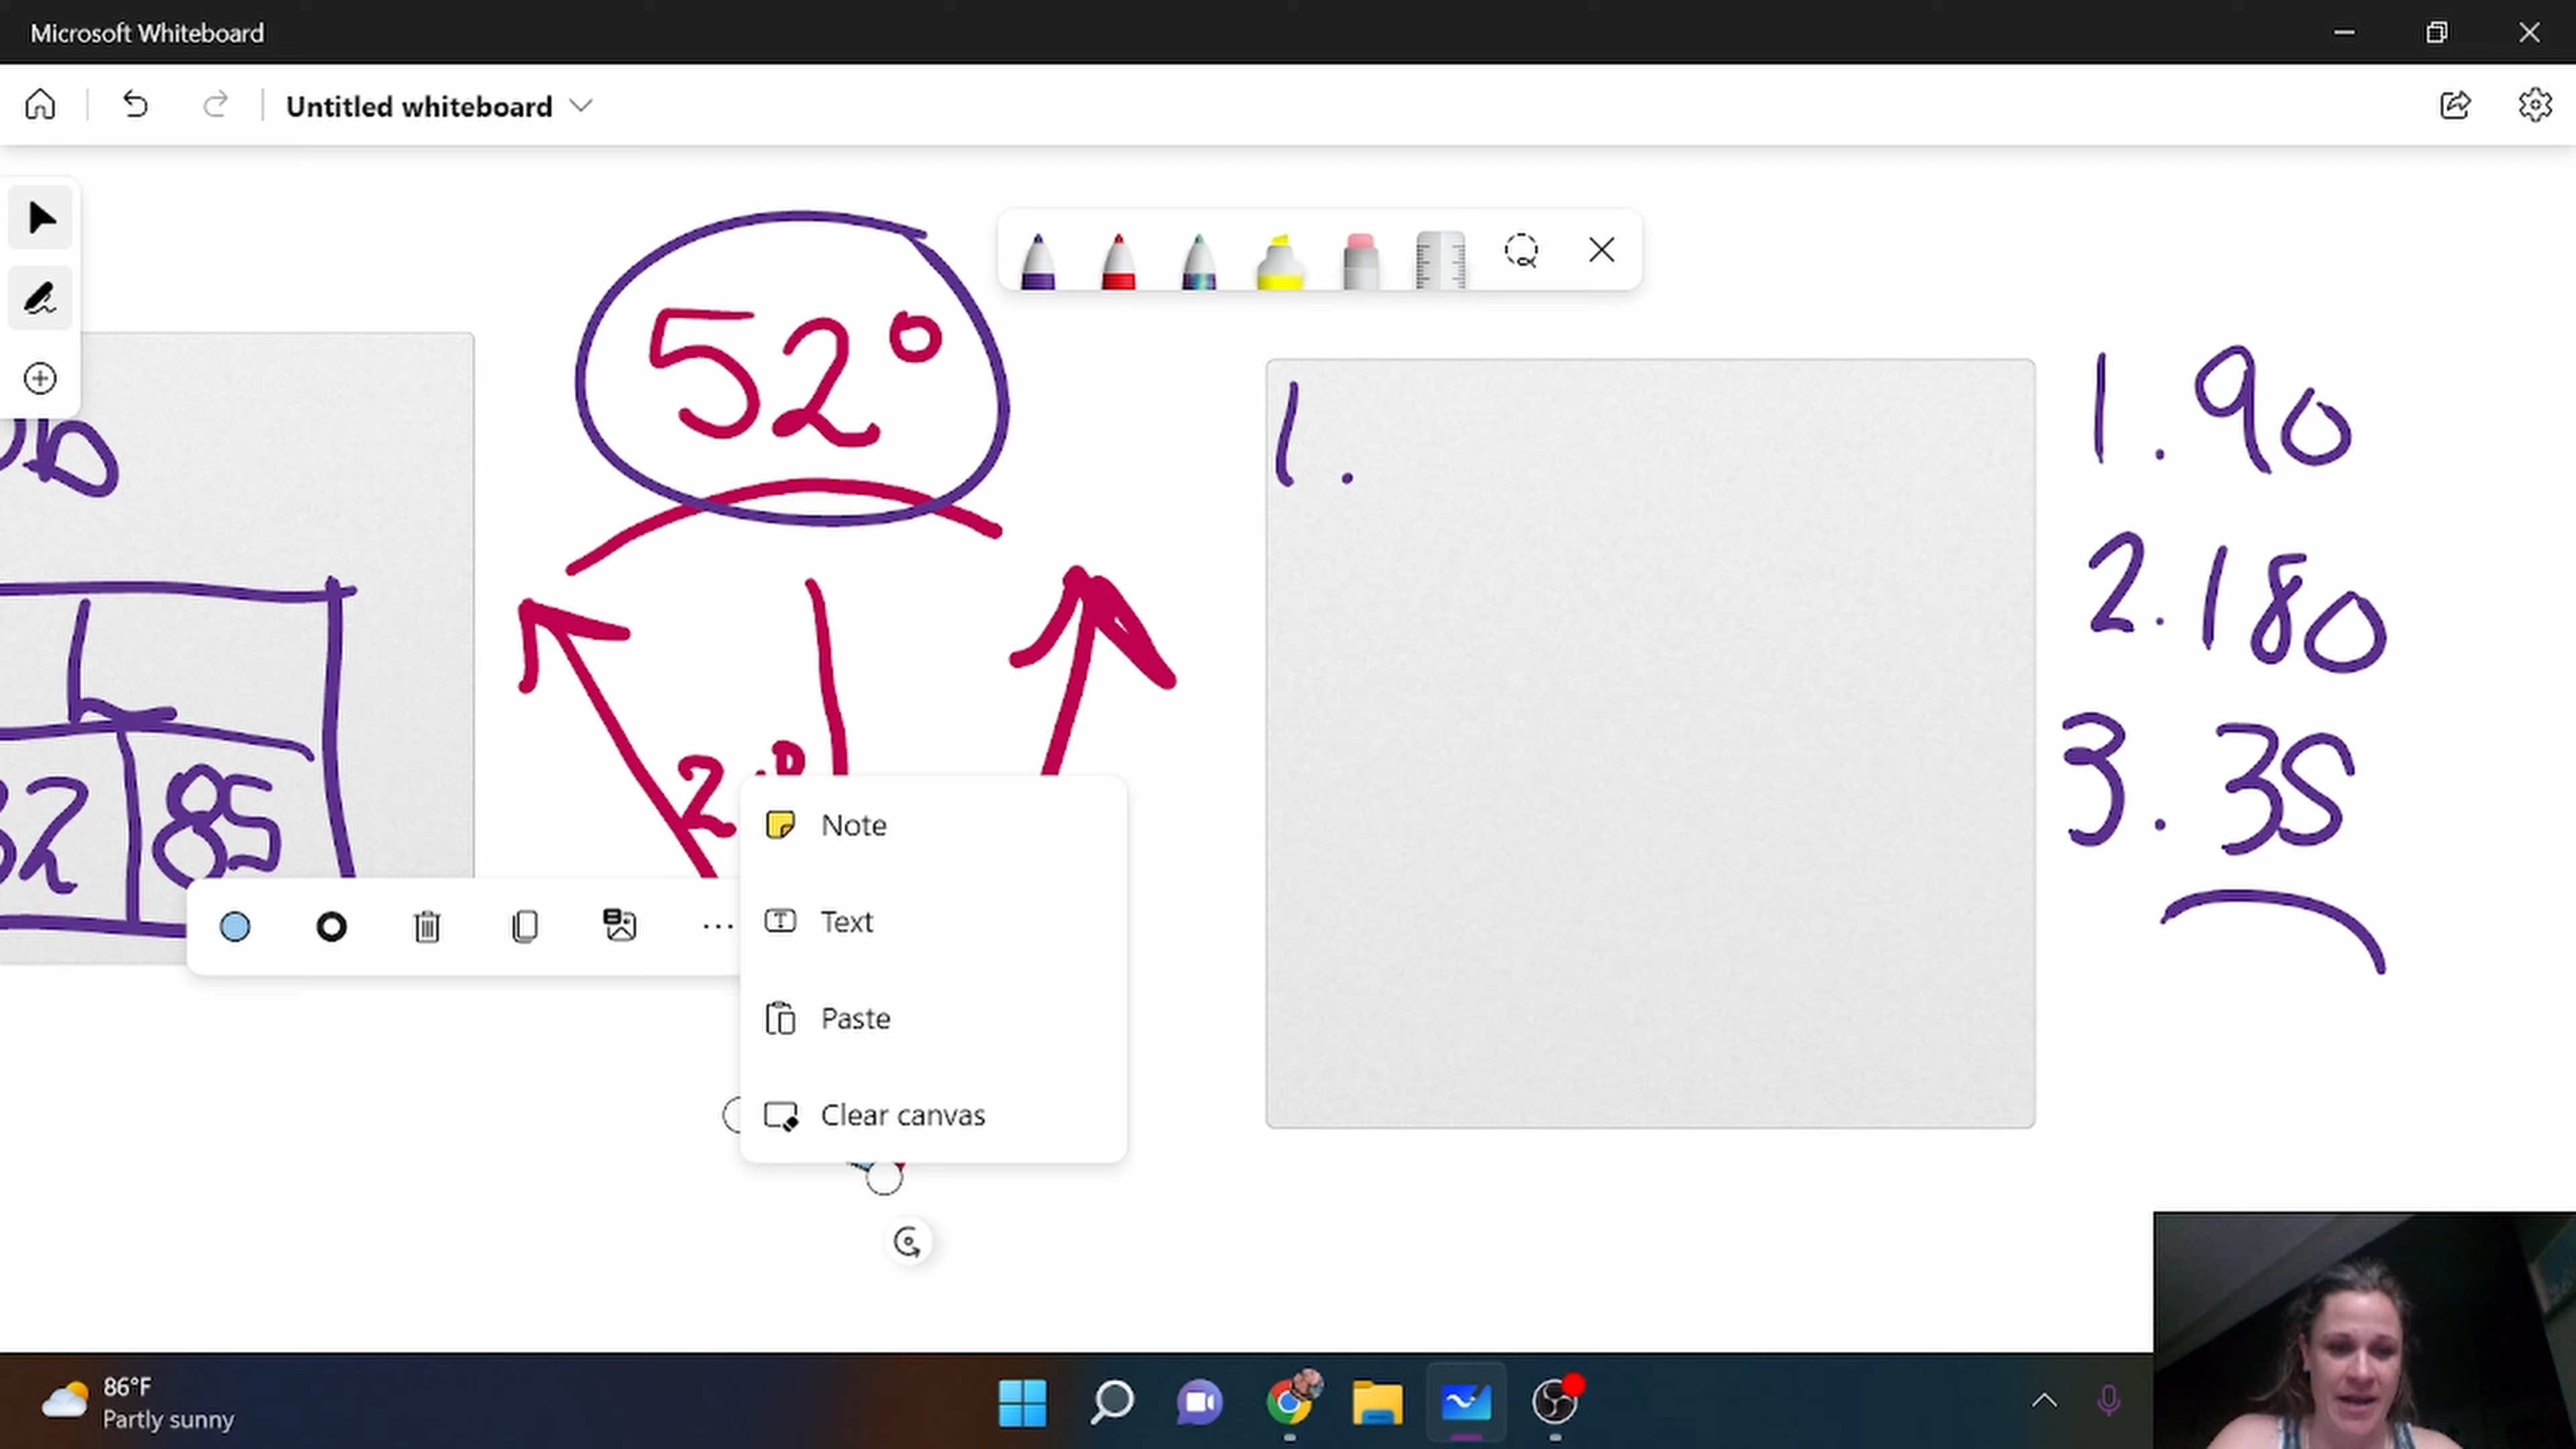 Microsoft Whiteboard
Untitled whiteboard
52°
1.
1. 90
2. 180
3. 35
85
Note
Text
Paste
Clear canvas
86°F
Partly sunny